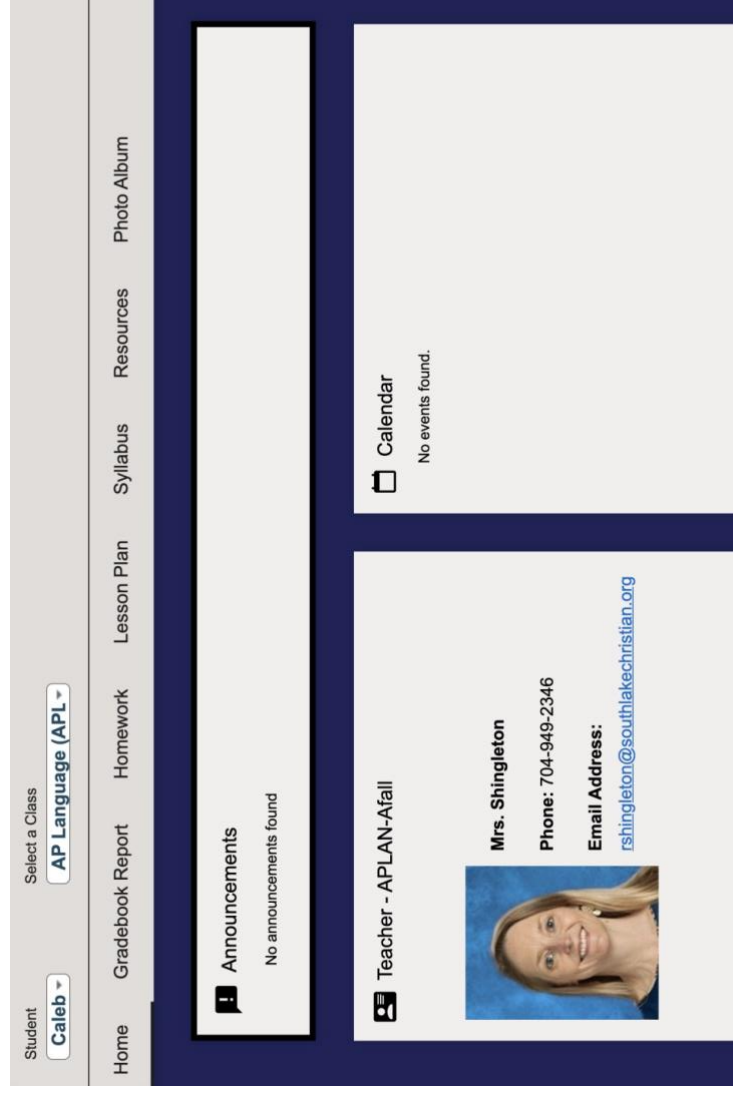 Student
Select a Class
Caleb
AP Language (APL
Home Gradebook Report Homework Lesson Plan Syllabus Resources Photo Album
Announcements
No announcements found
Teacher - APLAN-Afall
Mrs. Shingleton
Phone: 704-949-2346
Email Address:
rshingleton@southlakechristian.org
Calendar
No events found.